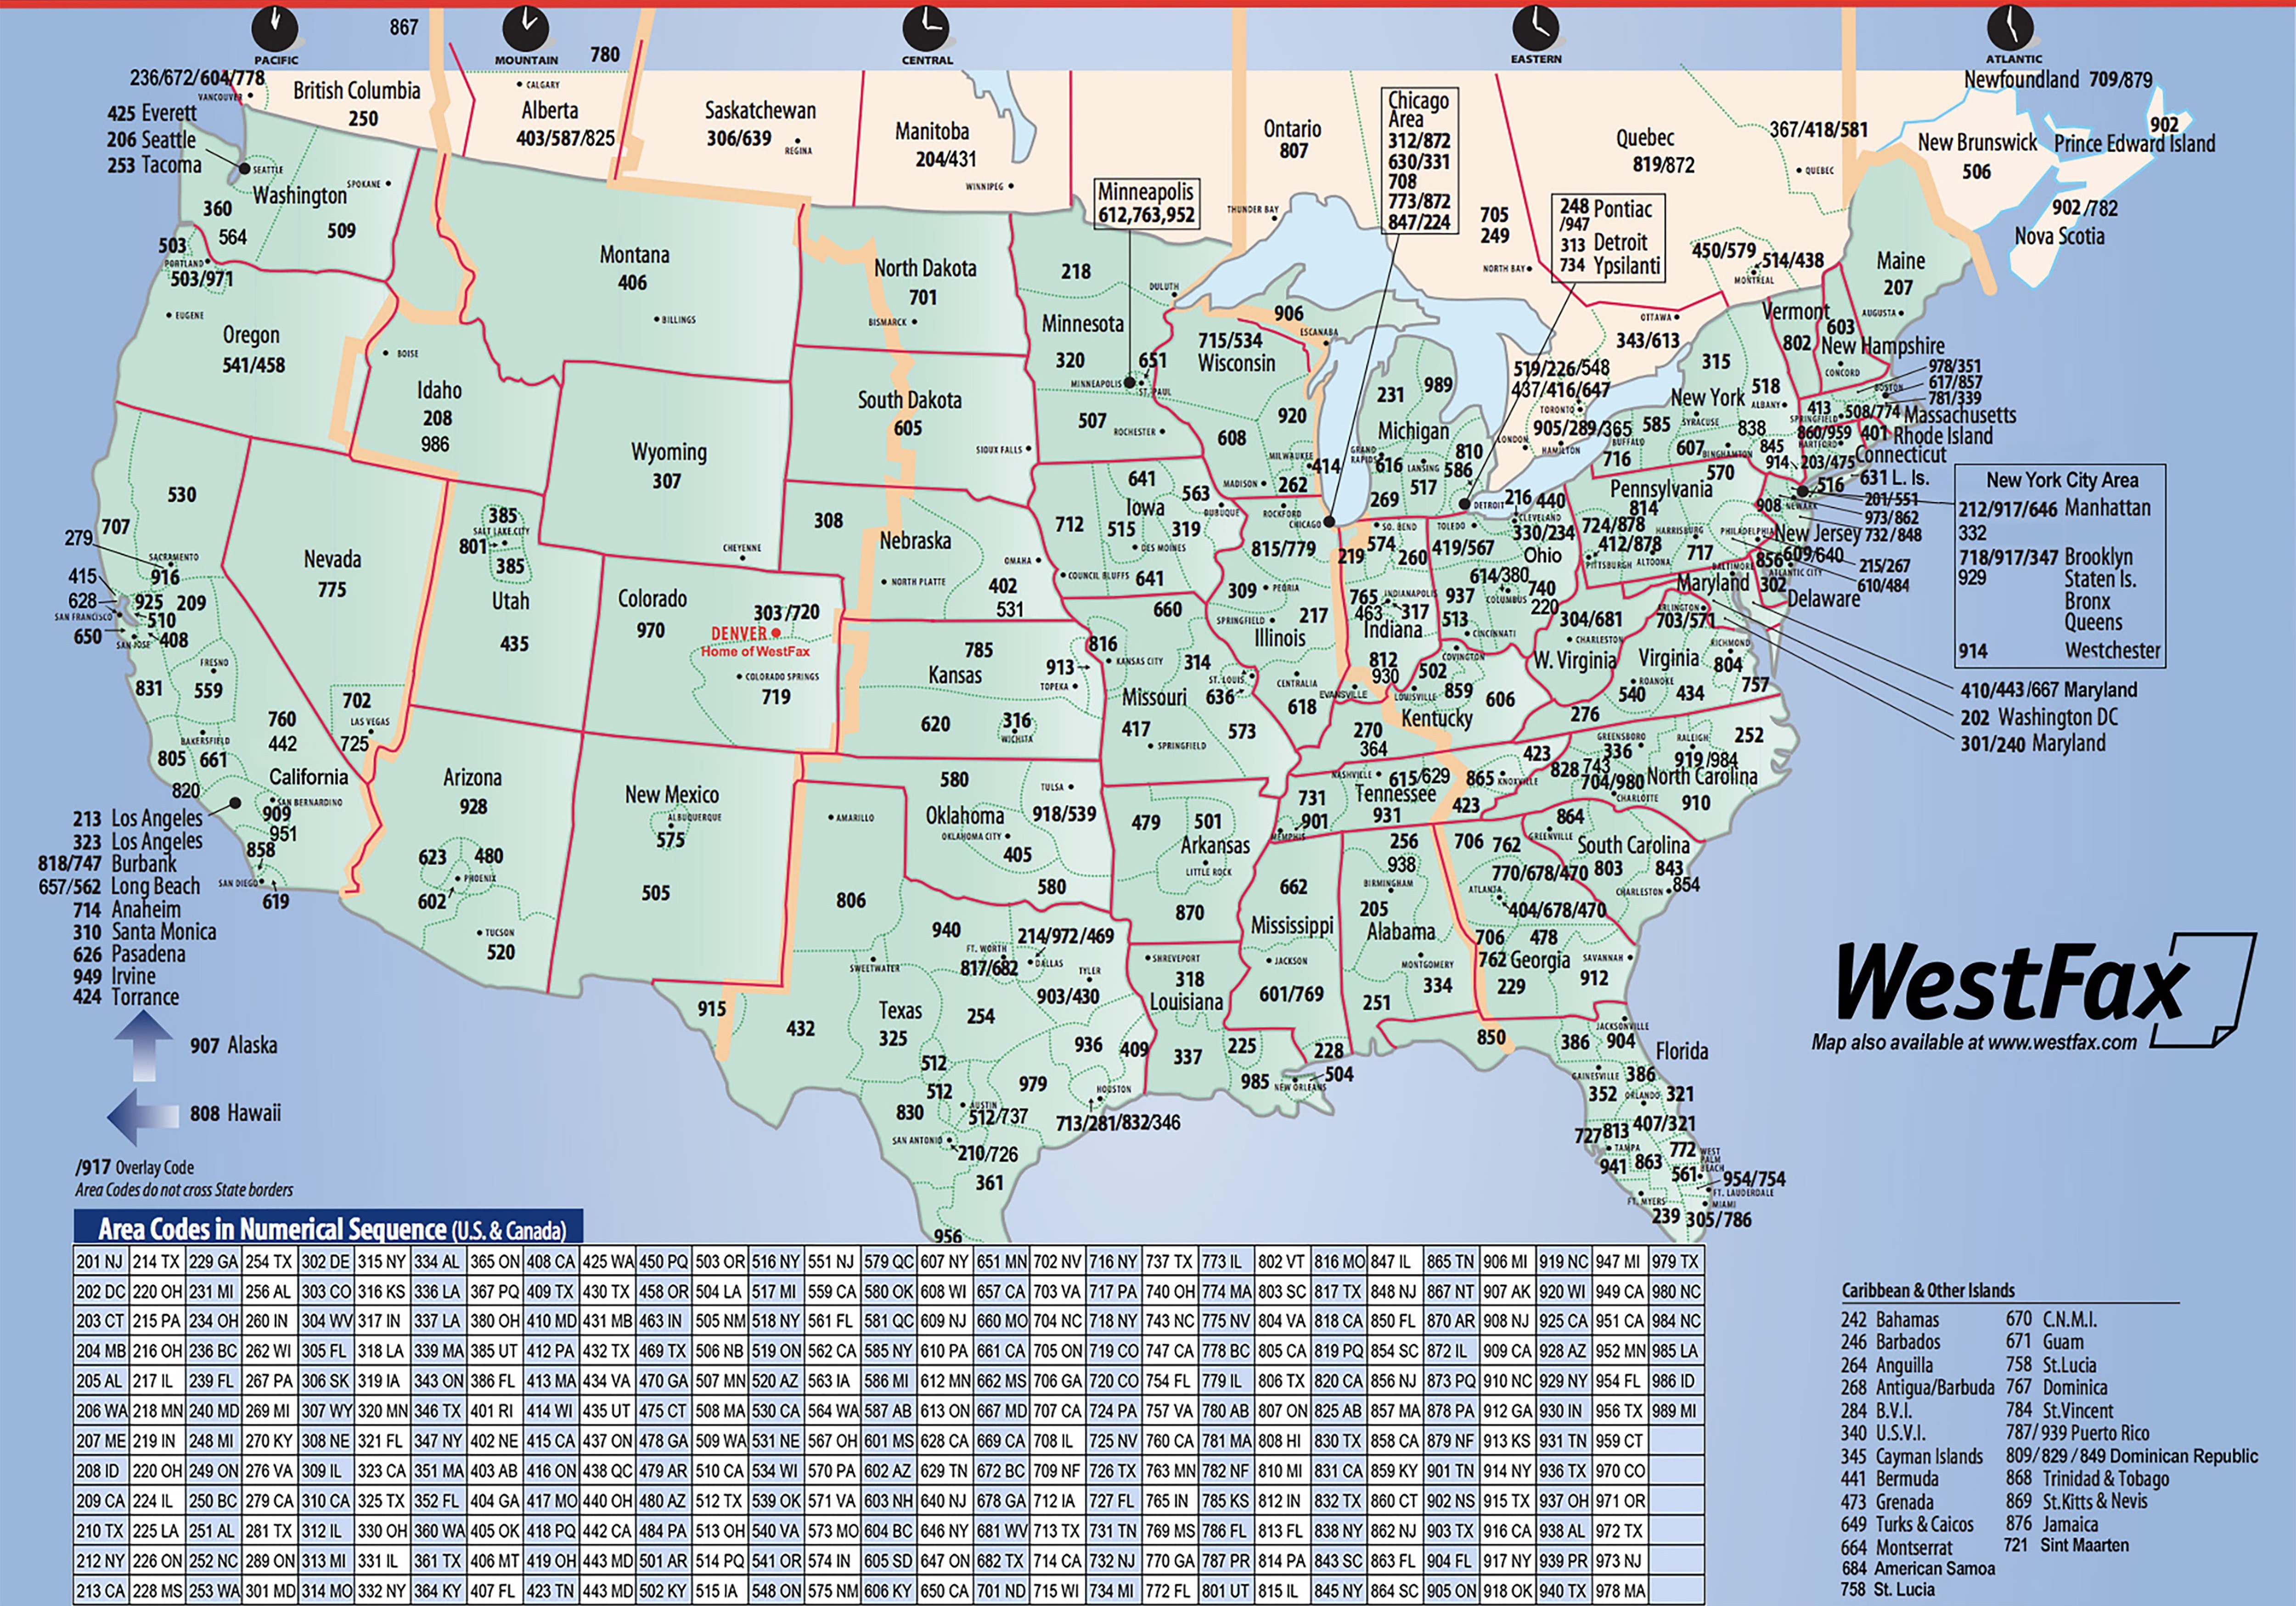 PACIFIC
867
MOUNTAIN
780
CENTRAL
EASTERN
ATLANTIC
236/672/604/778
VANCOUVER
British Columbia
250
CALGARY
Alberta
403/587/825
Saskatchewan
306/639
REGINA
Manitoba
204/431
WINNIPEG
Ontario
807
THUNDER BAY
Chicago
Area
312/872
630/331
708
773/872
847/224
705
249
NORTH BAY
Quebec
819/872
367/418/581
QUEBEC
Newfoundland 709/879
902
New Brunswick
506
Prince Edward Island
902/782
Nova Scotia
425 Everett
206 Seattle
253 Tacoma
SEATTLE
Washington
SPOKANE
360
564
509
503
PORTLAND
503/971
EUGENE
Oregon
541/458
BOISE
Idaho
208
986
Montana
406
BILLINGS
Wyoming
307
CHEYENNE
North Dakota
701
BISMARCK
South Dakota
605
SIOUX FALLS
Minneapolis
612,763,952
218
DULUTH
Minnesota
320
651
MINNEAPOLIS
ST. PAUL
507
ROCHESTER
906
ESCANABA
715/534
Wisconsin
920
608
MILWAUKEE
414
MADISON
262
248 Pontiac
/947
313 Detroit
734 Ypsilanti
231
989
Michigan
GRAND
RAPIDS
616
LANSING
517
810
586
269
DETROIT
450/579
514/438
MONTREAL
OTTAWA
343/613
519/226/548
437/416/647
TORONTO
905/289/365
LONDON
HAMILTON
Maine
207
AUGUSTA
Vermont
802
603
New Hampshire
CONCORD
978/351
617/857
781/339
BOSTON
413
508/774
Massachusetts
SPRINGFIELD
860/959
HARTFORD
401 Rhode Island
203/475
Connecticut
315
518
New York
ALBANY
SYRACUSE
585
838
BUFFALO
716
607
BINGHAMTON
845
914
631 L. Is.
516
New York City Area
212/917/646 Manhattan
332
718/917/347 Brooklyn
929 Staten Is.
Bronx
Queens
914 Westchester
570
Pennsylvania
814
724/878
412/878
HARRISBURG
PITTSBURGH
ALTOONA
717
PHILADELPHIA
908
NEWARK
201/551
973/862
New Jersey 732/848
609/640
856
ATLANTIC CITY
215/267
610/484
BALTIMORE
Maryland
302
Delaware
410/443/667 Maryland
202 Washington DC
301/240 Maryland
530
707
279
SACRAMENTO
916
415
628
SAN FRANCISCO
925
209
510
650
SAN JOSE
408
FRESNO
559
831
760
442
BAKERSFIELD
805
661
California
820
SAN BERNARDINO
909
951
858
SAN DIEGO
619
213 Los Angeles
323 Los Angeles
818/747 Burbank
657/562 Long Beach
714 Anaheim
310 Santa Monica
626 Pasadena
949 Irvine
424 Torrance
907 Alaska
808 Hawaii
/917 Overlay Code
Area Codes do not cross State borders
Nevada
775
702
LAS VEGAS
725
385
SALT LAKE CITY
801
385
Utah
435
Colorado
970
303/720
DENVER
Home of WestFax
COLORADO SPRINGS
719
Arizona
928
623
480
PHOENIX
602
TUCSON
520
New Mexico
ALBUQUERQUE
575
505
308
Nebraska
NORTH PLATTE
OMAHA
402
531
785
Kansas
913
TOPEKA
620
316
WICHITA
641
563
Iowa
DUBUQUE
712
515
319
DES MOINES
COUNCIL BLUFFS
641
660
816
KANSAS CITY
314
ST. LOUIS
Missouri
636
417
SPRINGFIELD
573
ROCKFORD
CHICAGO
815/779
309
PEORIA
217
SPRINGFIELD
Illinois
CENTRALIA
618
SO. BEND
219
574
260
765
INDIANAPOLIS
463
317
Indiana
812
930
EVANSVILLE
TOLEDO
216
440
CLEVELAND
330/234
419/567
Ohio
614/380
COLUMBUS
740
220
937
513
CINCINNATI
COVINGTON
502
LOUISVILLE
859
606
Kentucky
270
364
304/681
CHARLESTON
W. Virginia
ARLINGTON
703/571
RICHMOND
Virginia
804
ROANOKE
540
434
757
276
580
TULSA
Oklahoma
918/539
OKLAHOMA CITY
405
580
479
501
Arkansas
LITTLE ROCK
870
NASHVILLE
615/629
Tennessee
931
731
901
MEMPHIS
865
KNOXVILLE
423
423
GREENSBORO
336
RALEIGH
252
919/984
828
743
704/980
North Carolina
CHARLOTTE
910
864
GREENVILLE
South Carolina
803
843
854
CHARLESTON
AMARILLO
806
940
FT. WORTH
214/972/469
DALLAS
817/682
SWEETWATER
TYLER
903/430
915
432
Texas
325
254
512
936
409
512
979
HOUSTON
AUSTIN
830
512/737
713/281/832/346
SAN ANTONIO
210/726
361
956
SHREVEPORT
318
Louisiana
337
225
985
NEW ORLEANS
504
662
Mississippi
JACKSON
601/769
228
256
938
BIRMINGHAM
205
Alabama
MONTGOMERY
334
251
706
762
770/678/470
ATLANTA
404/678/470
706
478
762
Georgia
SAVANNAH
229
912
850
JACKSONVILLE
386
904
Florida
GAINESVILLE
386
352
ORLANDO
321
407/321
727
813
TAMPA
772
WEST
PALM
BEACH
941
863
561
954/754
FT. LAUDERDALE
FT. MYERS
MIAMI
239
305/786
WestFax
Map also available at www.westfax.com
Area Codes in Numerical Sequence (U.S. & Canada)
201 NJ 214 TX 229 GA 254 TX 302 DE 315 NY 334 AL 365 ON 408 CA 425 WA 450 PQ 503 OR 516 NY 551 NJ 579 QC 607 NY 651 MN 702 NV 716 NY 737 TX 773 IL 802 VT 816 MO 847 IL 865 TN 906 MI 919 NC 947 MI 979 TX
202 DC 220 OH 231 MI 256 AL 303 CO 316 KS 336 LA 367 PQ 409 TX 430 TX 458 OR 504 LA 517 MI 559 CA 580 OK 608 WI 657 CA 703 VA 717 PA 740 OH 774 MA 803 SC 817 TX 848 NJ 867 NT 907 AK 920 WI 949 CA 980 NC
203 CT 215 PA 234 OH 260 IN 304 WV 317 IN 337 LA 380 OH 410 MD 431 MB 463 IN 505 NM 518 NY 561 FL 581 QC 609 NJ 660 MO 704 NC 718 NY 743 NC 775 NV 804 VA 818 CA 850 FL 870 AR 908 NJ 925 CA 951 CA 984 NC
204 MB 216 OH 236 BC 262 WI 305 FL 318 LA 339 MA 385 UT 412 PA 432 TX 469 TX 506 NB 519 ON 562 CA 585 NY 610 PA 661 CA 705 ON 719 CO 747 CA 778 BC 805 CA 819 PQ 854 SC 872 IL 909 CA 928 AZ 952 MN 985 LA
205 AL 217 IL 239 FL 267 PA 306 SK 319 IA 343 ON 386 FL 413 MA 434 VA 470 GA 507 MN 520 AZ 563 IA 586 MI 612 MN 662 MS 706 GA 720 CO 754 FL 779 IL 806 TX 820 CA 856 NJ 873 PQ 910 NC 929 NY 954 FL 986 ID
206 WA 218 MN 240 MD 269 MI 307 WY 320 MN 346 TX 401 RI 414 WI 435 UT 475 CT 508 MA 530 CA 564 WA 587 AB 613 ON 667 MD 707 CA 724 PA 757 VA 780 AB 807 ON 825 AB 857 MA 878 PA 912 GA 930 IN 956 TX 989 MI
207 ME 219 IN 248 MI 270 KY 308 NE 321 FL 347 NY 402 NE 415 CA 437 ON 478 GA 509 WA 531 NE 567 OH 601 MS 628 CA 669 CA 708 IL 725 NV 760 CA 781 MA 808 HI 830 TX 858 CA 879 NF 913 KS 931 TN 959 CT
208 ID 220 OH 249 ON 276 VA 309 IL 323 CA 351 MA 403 AB 416 ON 438 QC 479 AR 510 CA 534 WI 570 PA 602 AZ 629 TN 672 BC 709 NF 726 TX 763 MN 782 NF 810 MI 831 CA 859 KY 901 TN 914 NY 936 TX 970 CO
209 CA 224 IL 250 BC 279 CA 310 CA 325 TX 352 FL 404 GA 417 MO 440 OH 480 AZ 512 TX 539 OK 571 VA 603 NH 640 NJ 678 GA 712 IA 727 FL 765 IN 785 KS 812 IN 832 TX 860 CT 902 NS 915 TX 937 OH 971 OR
210 TX 225 LA 251 AL 281 TX 312 IL 330 OH 360 WA 405 OK 418 PQ 442 CA 484 PA 513 OH 540 VA 573 MO 604 BC 646 NY 681 WV 713 TX 731 TN 769 MS 786 FL 813 FL 838 NY 862 NJ 903 TX 916 CA 938 AL 972 TX
212 NY 226 ON 252 NC 289 ON 313 MI 331 IL 361 TX 406 MT 419 OH 443 MD 501 AR 514 PQ 541 OR 574 IN 605 SD 647 ON 682 TX 714 CA 732 NJ 770 GA 787 PR 814 PA 843 SC 863 FL 904 FL 917 NY 939 PR 973 NJ
213 CA 228 MS 253 WA 301 MD 314 MO 332 NY 364 KY 407 FL 423 TN 443 MD 502 KY 515 IA 548 ON 575 NM 606 KY 650 CA 701 ND 715 WI 734 MI 772 FL 801 UT 815 IL 845 NY 864 SC 905 ON 918 OK 940 TX 978 MA
Caribbean & Other Islands
242 Bahamas 670 C.N.M.I.
246 Barbados 671 Guam
264 Anguilla 758 St.Lucia
268 Antigua/Barbuda 767 Dominica
284 B.V.I. 784 St.Vincent
340 U.S.V.I. 787/939 Puerto Rico
345 Cayman Islands 809/829/849 Dominican Republic
441 Bermuda 868 Trinidad & Tobago
473 Grenada 869 St.Kitts & Nevis
649 Turks & Caicos 876 Jamaica
664 Montserrat 721 Sint Maarten
684 American Samoa
758 St. Lucia